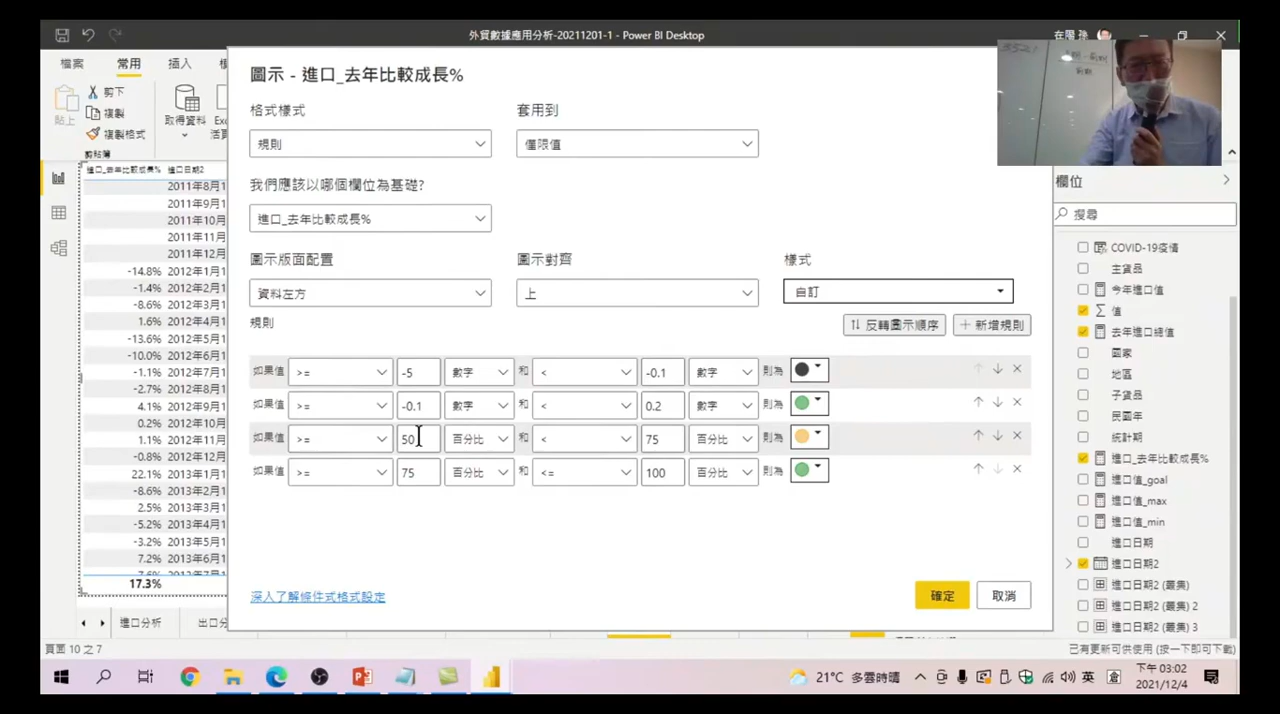 外貿數據應用分析-20211201-1 - Power BI Desktop
在陽 孫
檔案 常用 插入
貼上
剪下
複製
複製格式
剪貼簿
取得資料
圖示 - 進口_去年比較成長%
格式樣式 套用到
規則 僅限值
我們應該以哪個欄位為基礎?
進口_去年比較成長%
圖示版面配置 圖示對齊 樣式
資料左方 上 自訂
規則 反轉圖示順序 新增規則
如果值 >= -5 數字 和 < -0.1 數字 則為
如果值 >= -0.1 數字 和 < 0.2 數字 則為
如果值 >= 50 百分比 和 < 75 百分比 則為
如果值 >= 75 百分比 和 <= 100 百分比 則為
深入了解條件式格式設定
確定 取消
進口_去年比較成長% 進口日期2
2011年8月1
2011年9月1
2011年10月
2011年11月
2011年12月
-14.8% 2012年1月1
-1.4% 2012年2月1
-8.6% 2012年3月1
1.6% 2012年4月1
-13.6% 2012年5月1
-10.0% 2012年6月1
-1.1% 2012年7月1
-2.7% 2012年8月1
4.1% 2012年9月1
0.2% 2012年10月
1.1% 2012年11月
-0.8% 2012年12月
22.1% 2013年1月1
-8.6% 2013年2月1
2.5% 2013年3月1
-5.2% 2013年4月1
-3.2% 2013年5月1
7.2% 2013年6月1
17.3%
欄位
搜尋
COVID-19疫情
主貨品
今年進口值
值
去年進口總值
國家
地區
子貨品
民國年
統計期
進口_去年比較成長%
進口值_goal
進口值_max
進口值_min
進口日期
進口日期2
進口日期2 (叢集)
進口日期2 (叢集) 2
進口日期2 (叢集) 3
進口分析
頁面 10 之 7
已有更新可供使用 (按一下即可下載)
21°C 多雲時晴
英
下午 03:02
2021/12/4